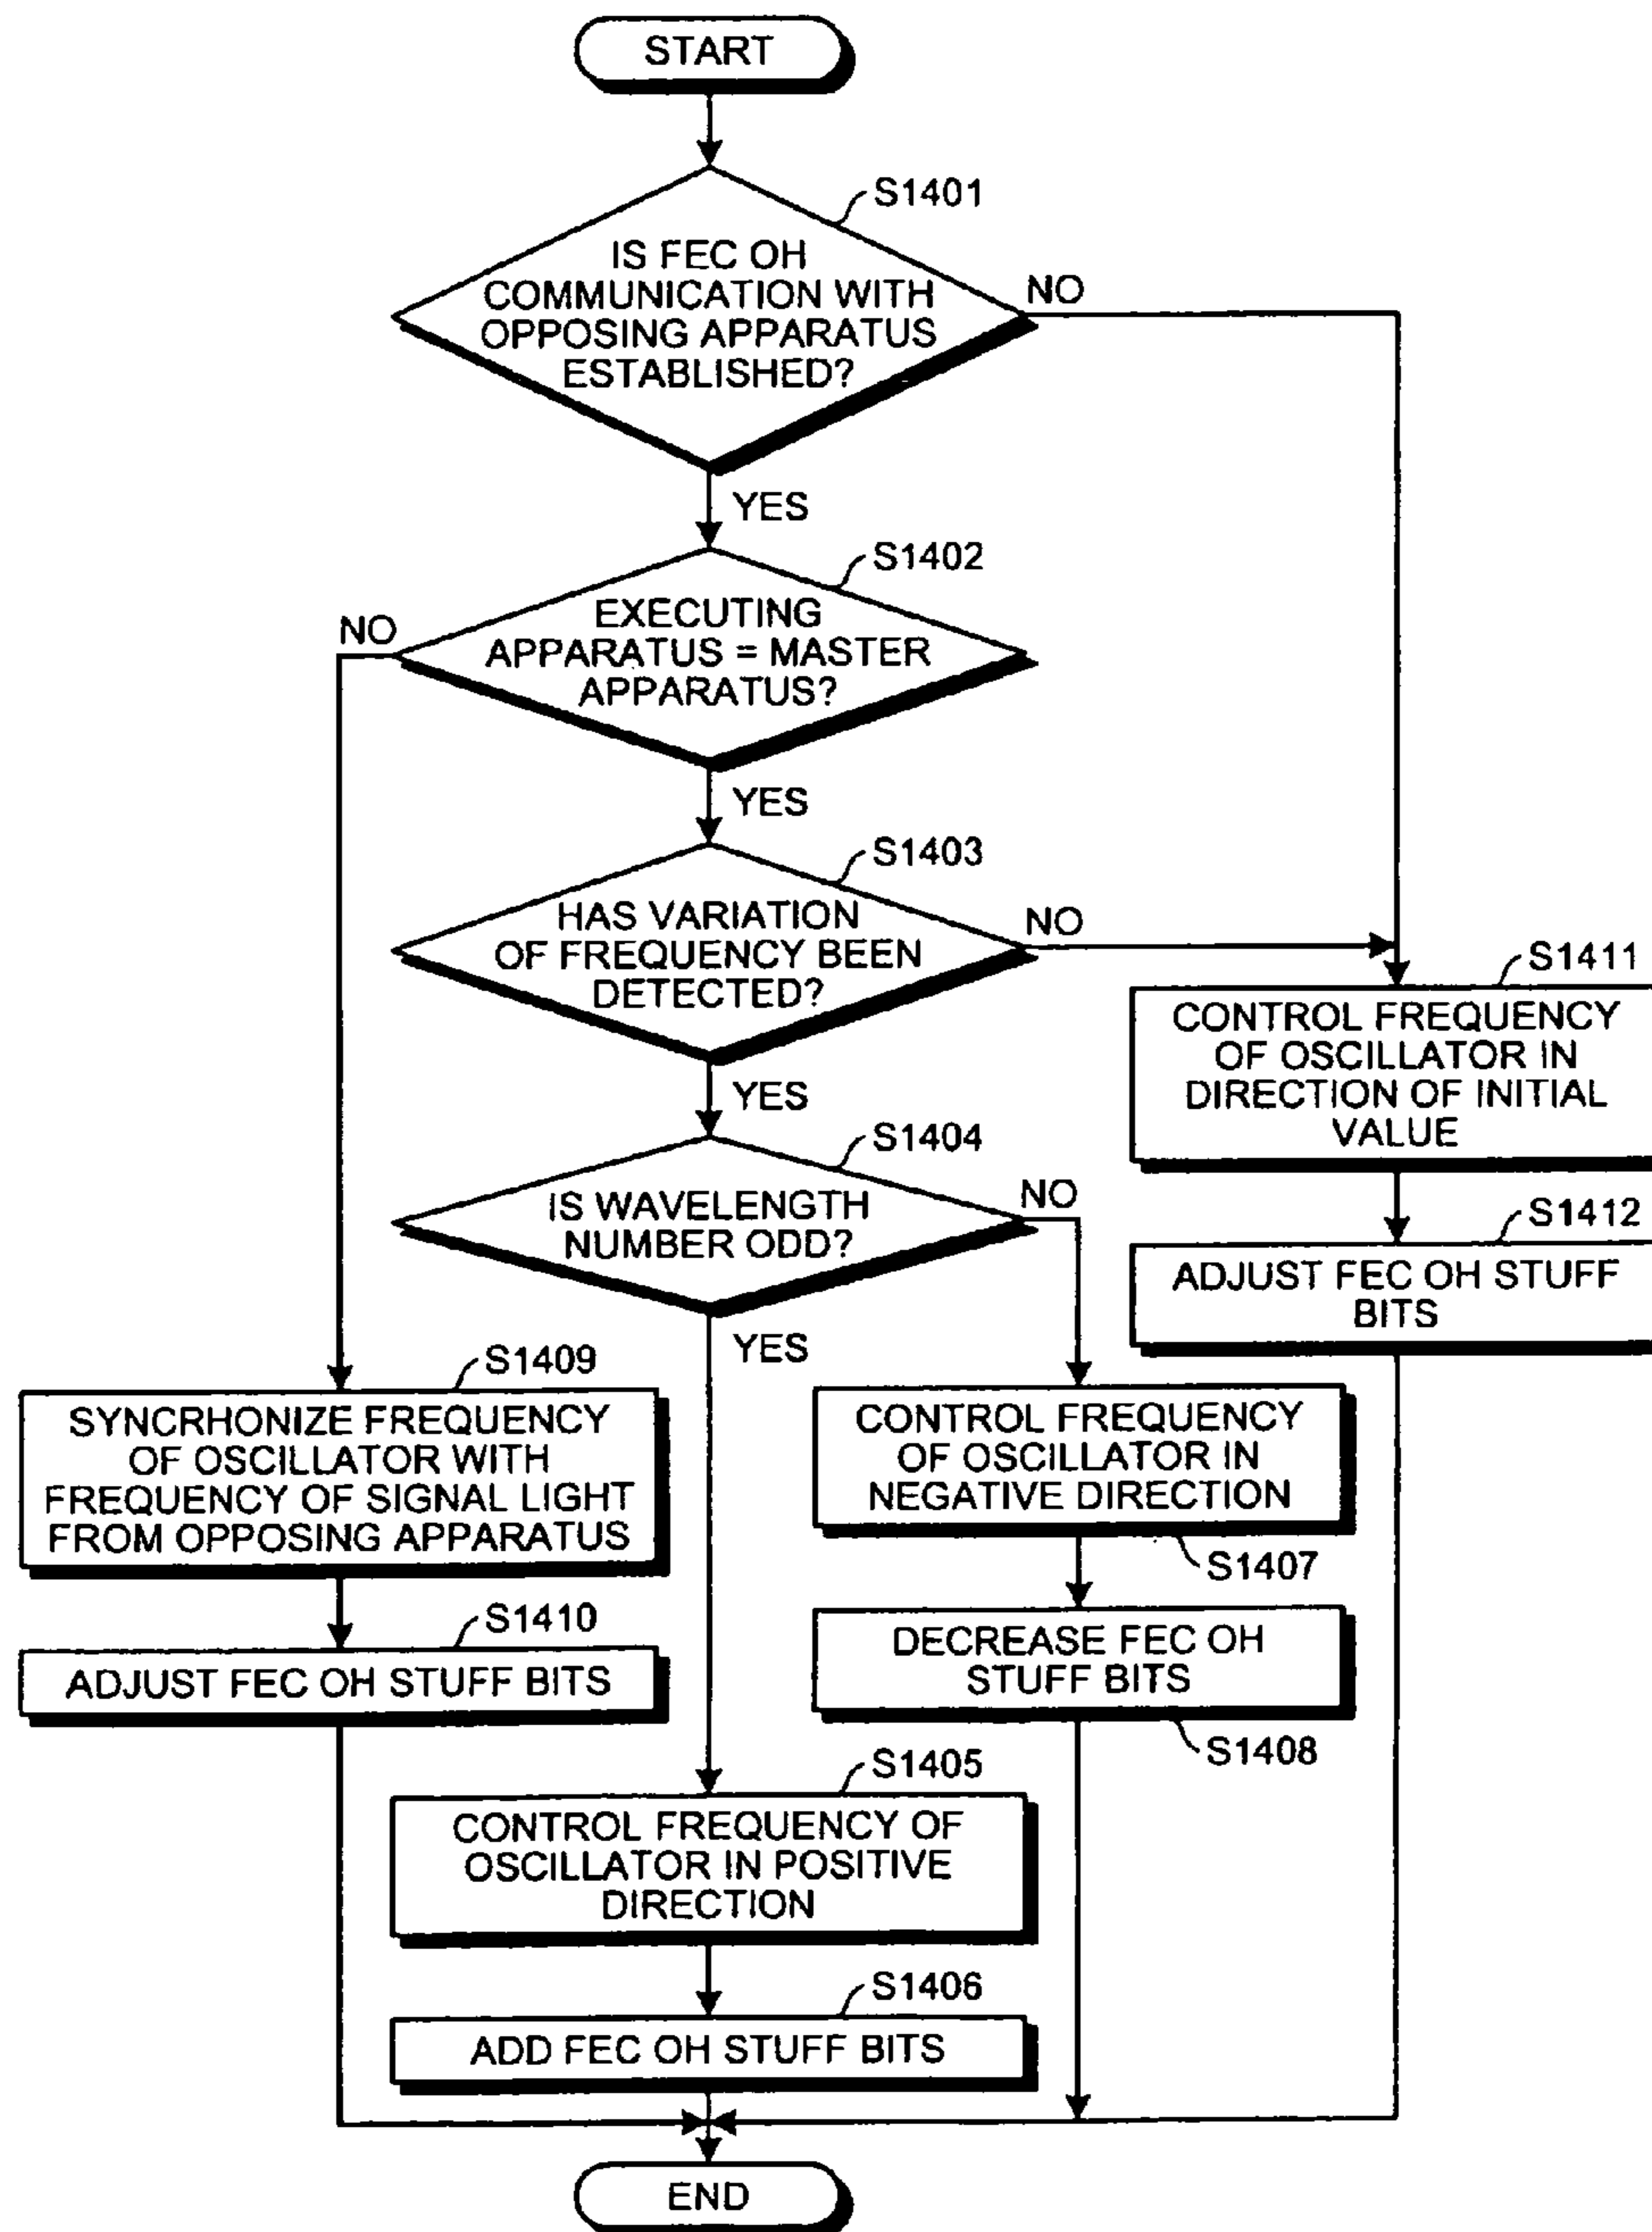 START
S1401
IS FEC OH
COMMUNICATION WITH
OPPOSING APPARATUS
ESTABLISHED?
NO
YES
S1402
EXECUTING
APPARATUS = MASTER
APPARATUS?
NO
YES
S1403
HAS VARIATION
OF FREQUENCY BEEN
DETECTED?
NO
YES
S1411
CONTROL FREQUENCY
OF OSCILLATOR IN
DIRECTION OF INITIAL
VALUE
S1404
IS WAVELENGTH
NUMBER ODD?
NO
YES
S1412
ADJUST FEC OH STUFF
BITS
S1409
SYNCRHONIZE FREQUENCY
OF OSCILLATOR WITH
FREQUENCY OF SIGNAL LIGHT
FROM OPPOSING APPARATUS
CONTROL FREQUENCY
OF OSCILLATOR IN
NEGATIVE DIRECTION
S1407
S1410
ADJUST FEC OH STUFF BITS
DECREASE FEC OH
STUFF BITS
S1408
S1405
CONTROL FREQUENCY OF
OSCILLATOR IN POSITIVE
DIRECTION
S1406
ADD FEC OH STUFF BITS
END